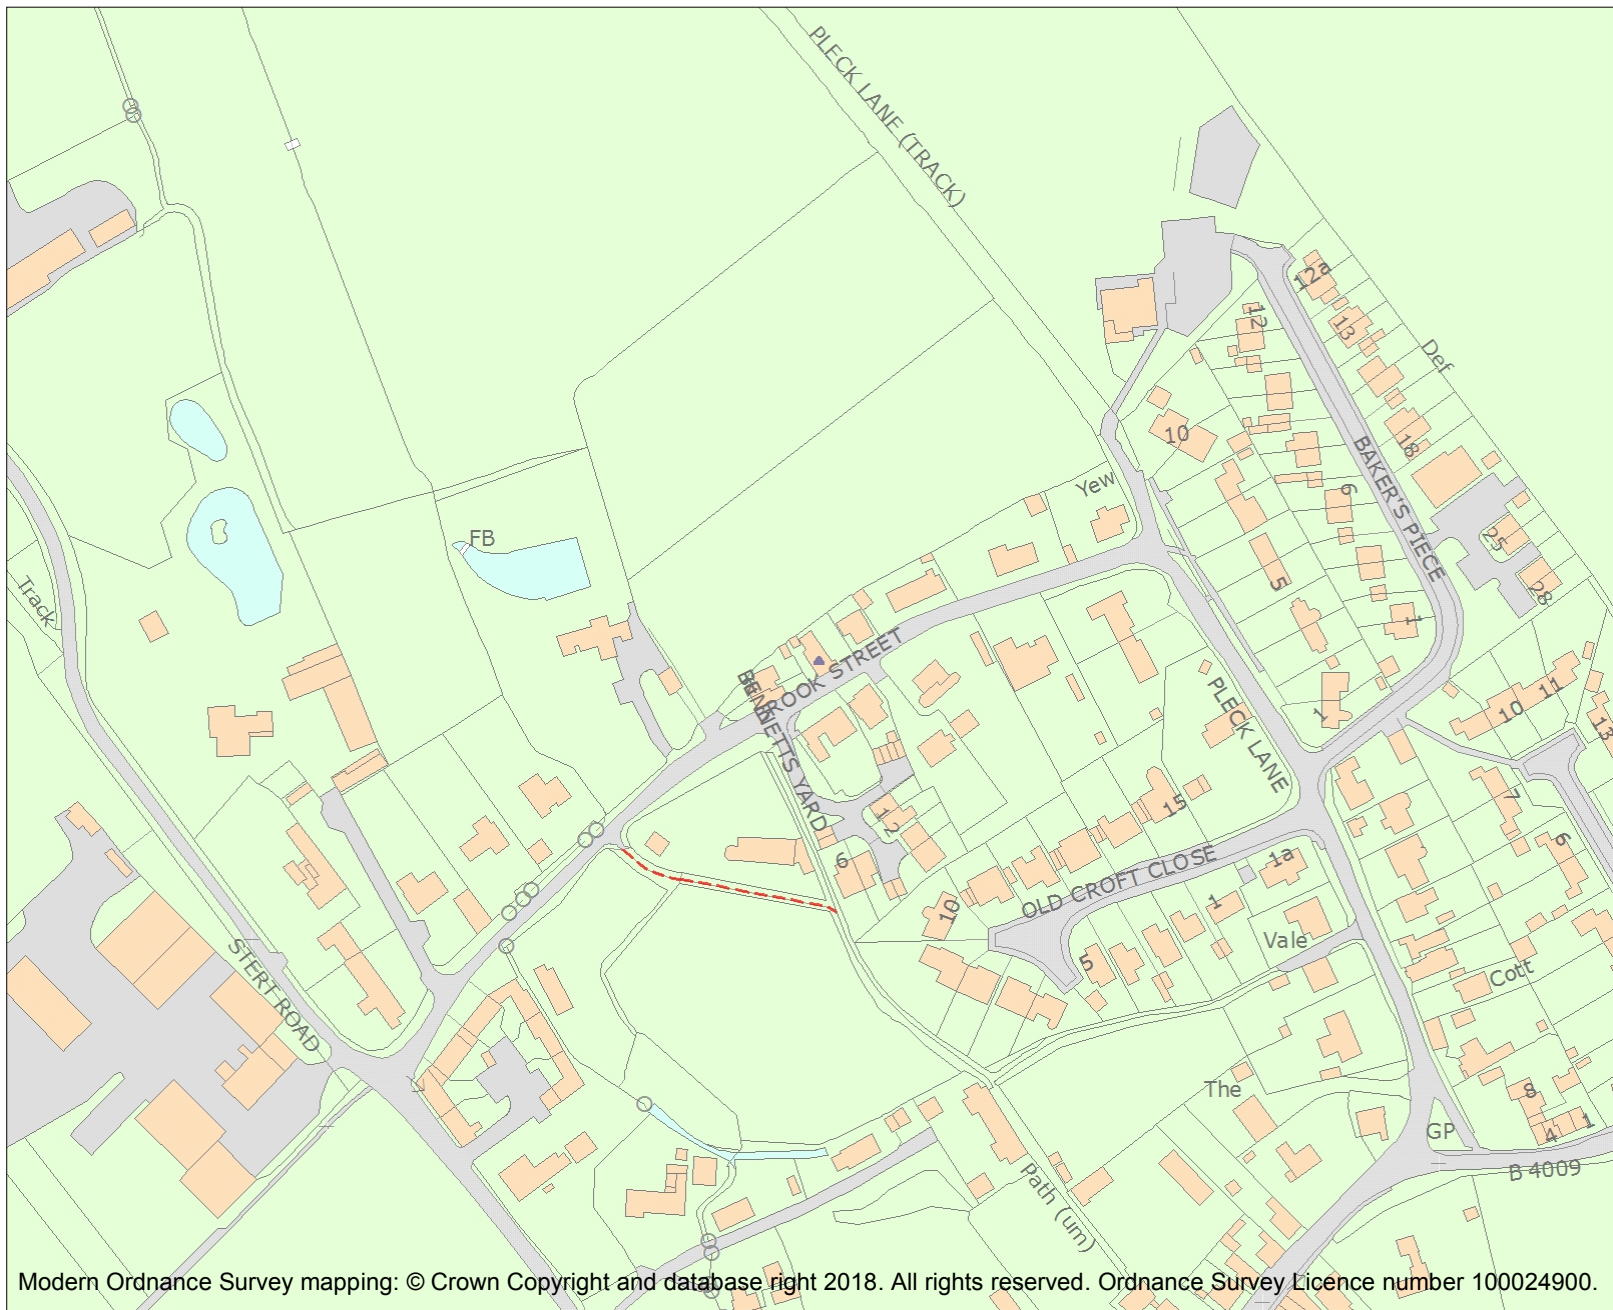 PLECK LANE (TRACK)
12a
12
13
Def
10
18
BAKER'S PIECE
Yew
6
FB
25
5
28
Track
1
BROOK STREET
BENNETTS YARD
PLECK LANE
11
10
1
13
15
7
12
6
6
1a
OLD CROFT CLOSE
10
1
Vale
STERT ROAD
5
Cott
The
8
1
GP
4
B 4009
Path (um)
Modern Ordnance Survey mapping: © Crown Copyright and database right 2018. All rights reserved. Ordnance Survey Licence number 100024900.